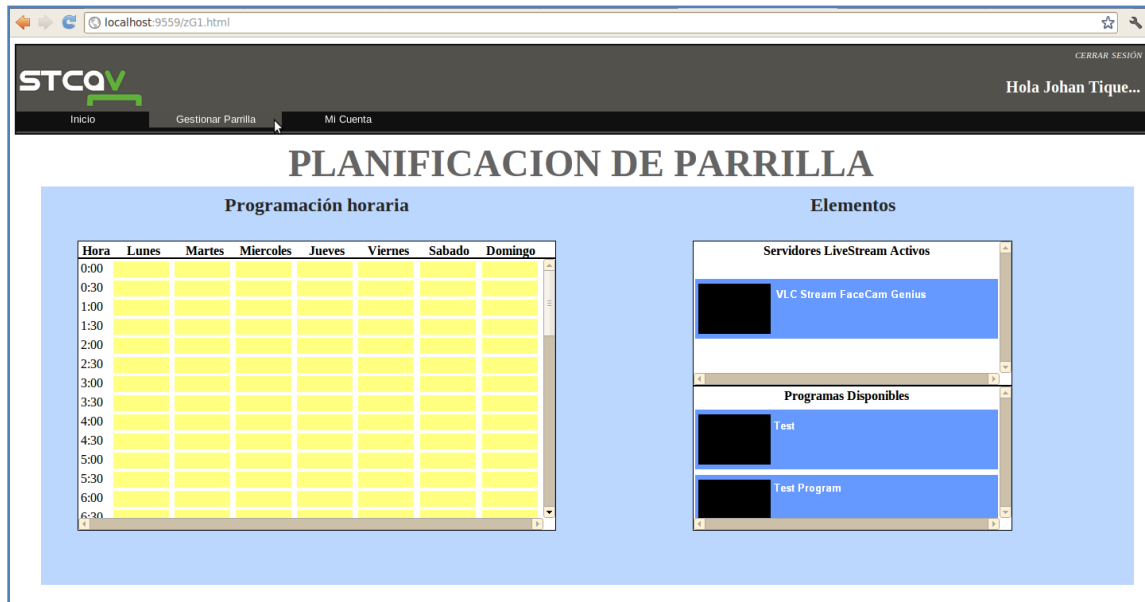 localhost:9559/zG1.html
CERRAR SESIÓN
STCAV
Hola Johan Tique...
Inicio Gestionar Parrilla Mi Cuenta
PLANIFICACION DE PARRILLA
Programación horaria
Hora Lunes Martes Miercoles Jueves Viernes Sabado Domingo
0:00
0:30
1:00
1:30
2:00
2:30
3:00
3:30
4:00
4:30
5:00
5:30
6:00
6:30
Elementos
Servidores LiveStream Activos
VLC Stream FaceCam Genius
Programas Disponibles
Test
Test Program